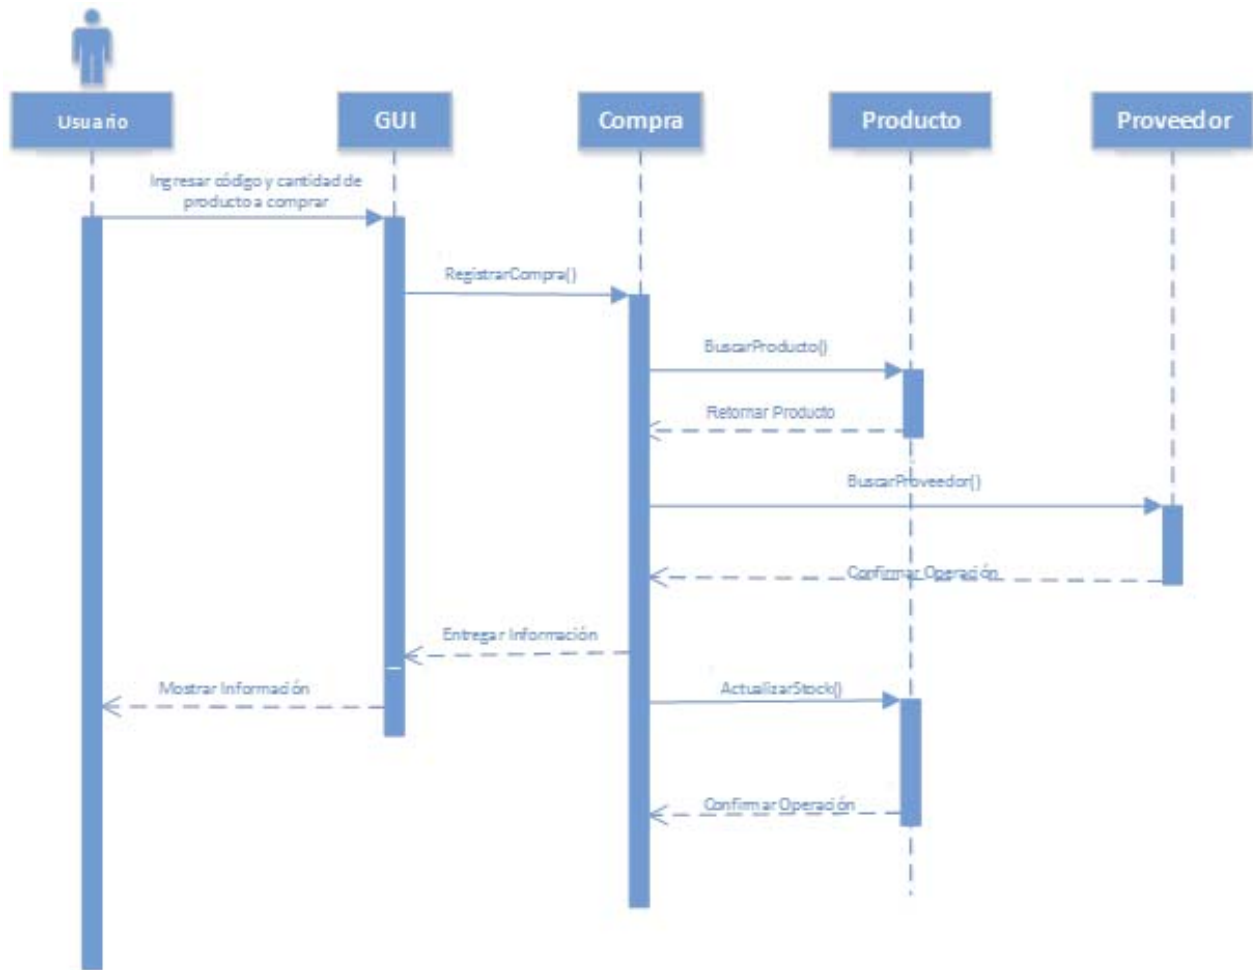 Usuario
GUI
Compra
Producto
Proveedor
Ingresar código y cantidad de
producto a comprar
RegistrarCompra()
BuscarProducto()
Retornar Producto
BuscarProveedor()
Confirmar Operación
Entregar Información
Mostrar Información
ActualizarStock()
Confirmar Operación